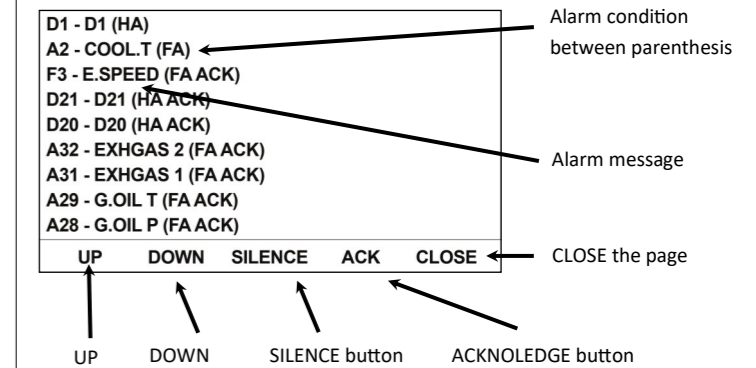 D1 - D1 (HA)
A2 - COOL.T (FA)
F3 - E.SPEED (FA ACK)
D21 - D21 (HA ACK)
D20 - D20 (HA ACK)
A32 - EXHGAS 2 (FA ACK)
A31 - EXHGAS 1 (FA ACK)
A29 - G.OIL T (FA ACK)
A28 - G.OIL P (FA ACK)
UP DOWN SILENCE ACK CLOSE
Alarm condition
between parenthesis
Alarm message
CLOSE the page
UP DOWN SILENCE button ACKNOLEDGE button